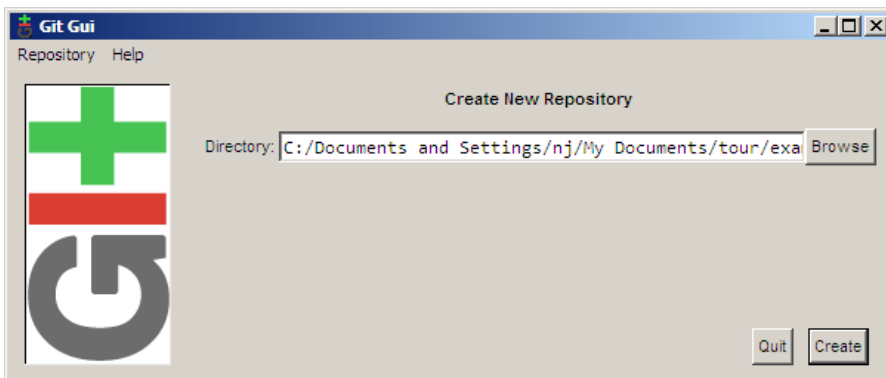 Git Gui
Repository Help
Create New Repository
Directory: C:/Documents and Settings/nj/My Documents/tour/exa Browse
GIT
Quit Create